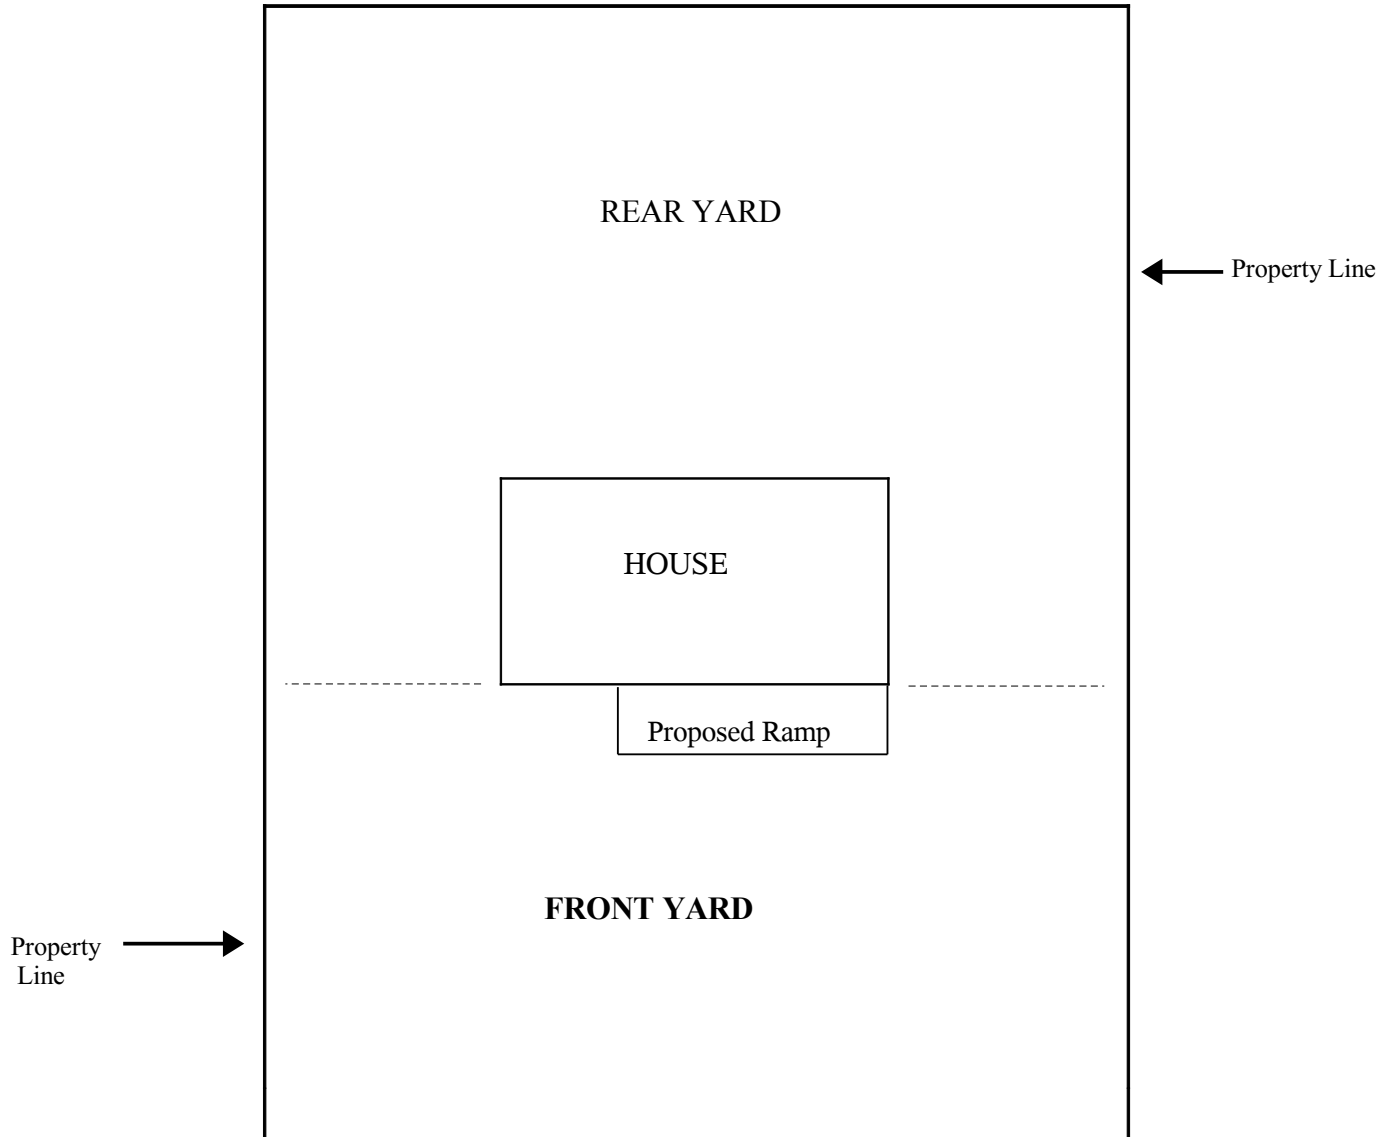 REAR YARD
Property Line
HOUSE
Proposed Ramp
FRONT YARD
Property
Line